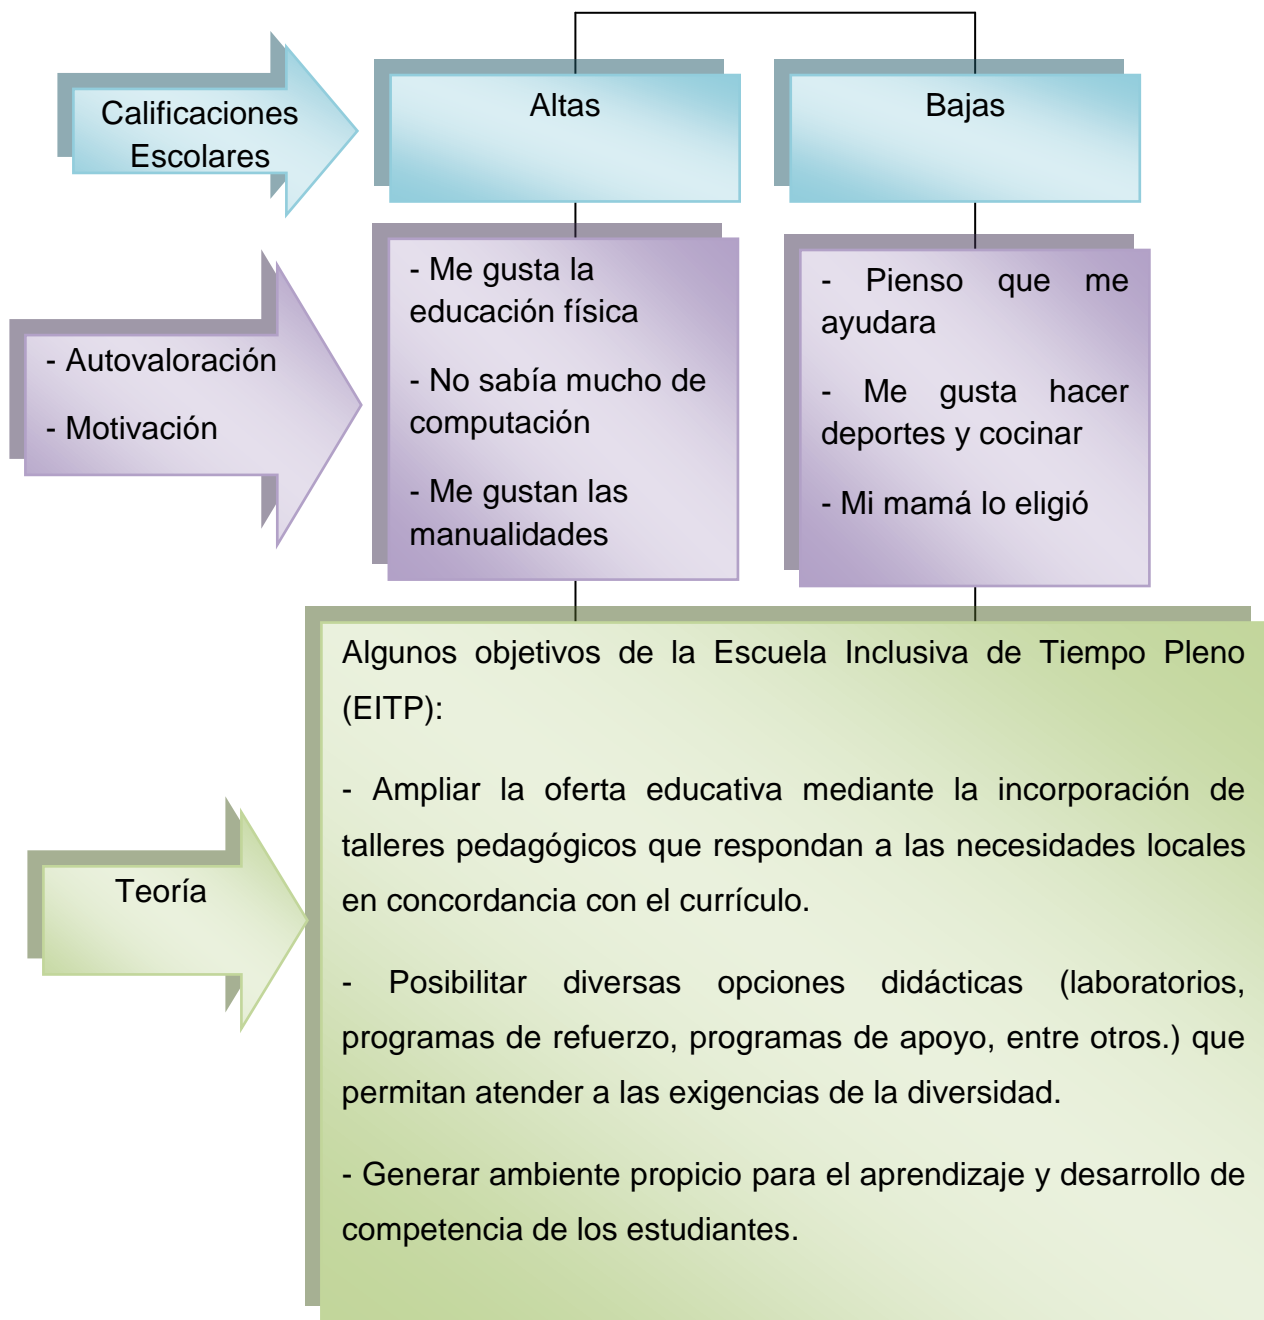 Calificaciones
Escolares
Altas
Bajas
- Autovaloración
- Motivación
- Me gusta la
educación física
- No sabía mucho de
computación
- Me gustan las
manualidades
- Pienso que me
ayudara
- Me gusta hacer
deportes y cocinar
- Mi mamá lo eligió
Teoría
Algunos objetivos de la Escuela Inclusiva de Tiempo Pleno
(EITP):
- Ampliar la oferta educativa mediante la incorporación de
talleres pedagógicos que respondan a las necesidades locales
en concordancia con el currículo.
- Posibilitar diversas opciones didácticas (laboratorios,
programas de refuerzo, programas de apoyo, entre otros.) que
permitan atender a las exigencias de la diversidad.
- Generar ambiente propicio para el aprendizaje y desarrollo de
competencia de los estudiantes.